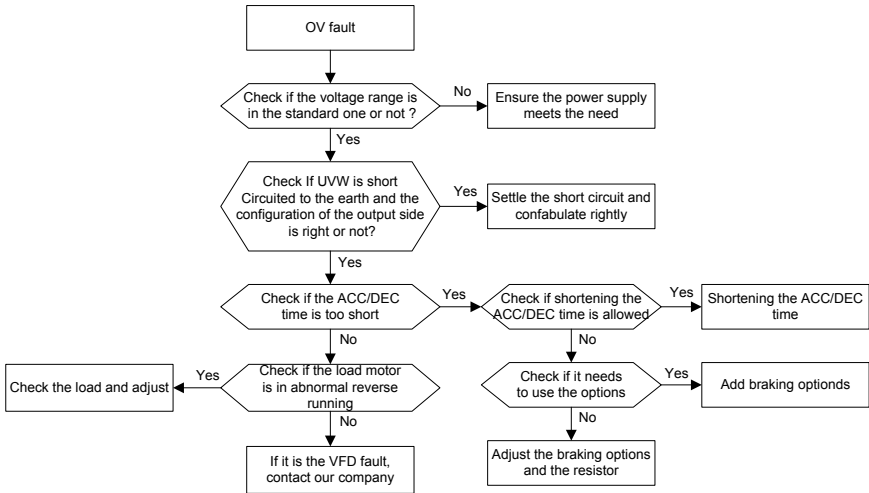 OV fault
Check if the voltage range is
in the standard one or not ?
No
Ensure the power supply
meets the need
Yes
Check If UVW is short
Circuited to the earth and the
configuration of the output side
is right or not?
Yes
Settle the short circuit and
confabulate rightly
Yes
Check if the ACC/DEC
time is too short
Yes
Check if shortening the
ACC/DEC time is allowed
Yes
Shortening the ACC/DEC
time
No
No
Check the load and adjust
Yes
Check if the load motor
is in abnormal reverse
running
Check if it needs
to use the options
Yes
Add braking optionds
No
No
If it is the VFD fault,
contact our company
Adjust the braking options
and the resistor